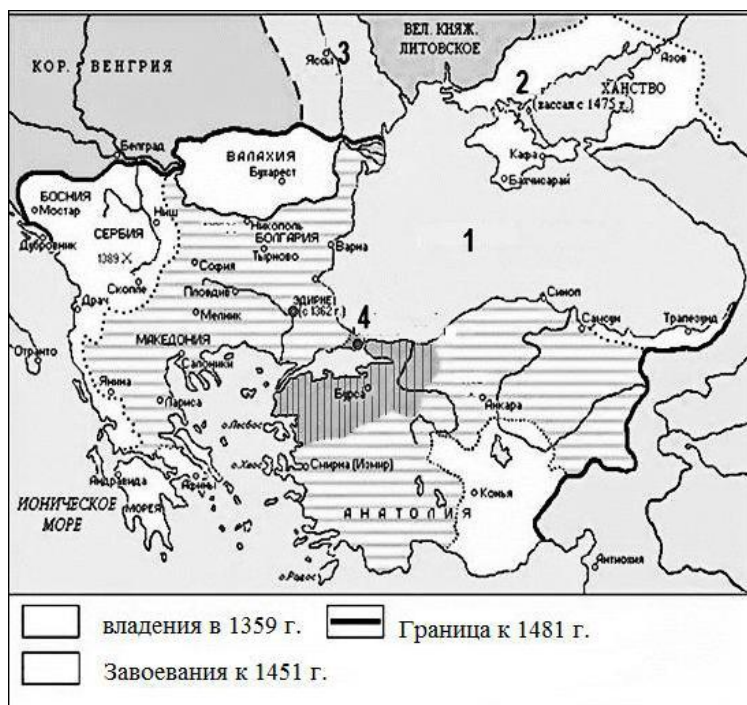 ВЕЛ. КНЯЖ.
ЛИТОВСКОЕ
КОР. ВЕНГРИЯ
Яссы
3
Азов
2
ХАНСТВО
(вассал с 1475 г.)
Белград
ВАЛАХИЯ
Бухарест
Кафа
Бахчисарай
БОСНИЯ
Мостар
Ниш
Никополь
БОЛГАРИЯ
1
Дубровник
СЕРБИЯ
1389 X
Тырново
Варна
София
Скопле
Пловдив
ЭДИРНЕ
(с 1362 г.)
4
Синоп
Драч
Мелник
Самсун
Трапезунд
МАКЕДОНИЯ
Отранто
Салоники
Янина
Лариса
Бурса
Анкара
о.Лесбос
о.Хиос
Смирна (Измир)
Андравида
Афины
Конья
ИОНИЧЕСКОЕ
МОРЕ
МОРЕЯ
АНАТОЛИЯ
Антиохия
о.Родос
владения в 1359 г.
Граница к 1481 г.
Завоевания к 1451 г.